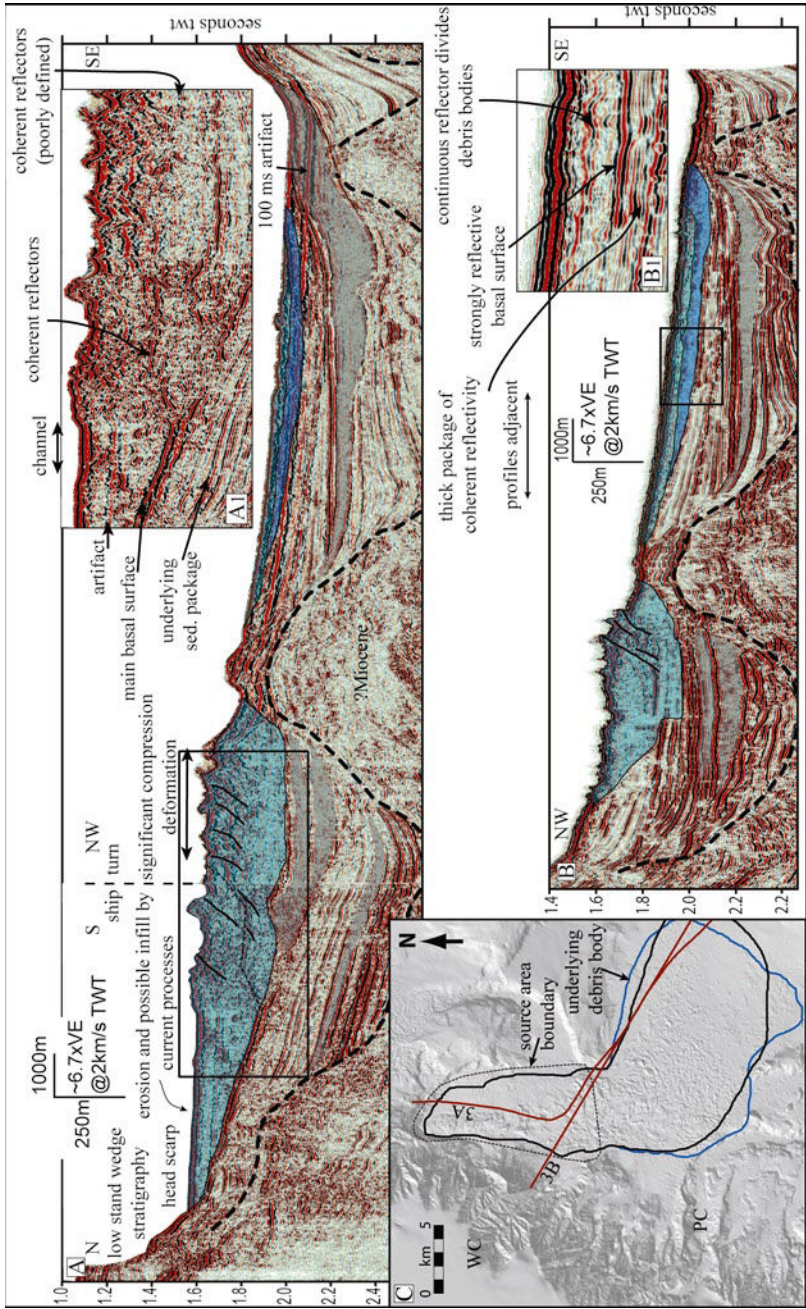 A
N
low stand wedge
stratigraphy
1000m
250m
~6.7xVE
@2km/s TWT
head scarp
erosion and possible infill by
current processes
S
ship
turn
NW
significant compression
deformation
?Miocene
artifact
main basal surface
underlying
sed. package
channel
coherent reflectors
coherent reflectors
(poorly defined)
A1
100 ms artifact
SE
seconds twt
1.0
1.2
1.4
1.6
1.8
2.0
2.2
2.4
B
NW
1000m
250m
~6.7xVE
@2km/s TWT
profiles adjacent
thick package of
coherent reflectivity
strongly reflective
basal surface
continuous reflector divides
debris bodies
B1
SE
seconds twt
1.4
1.6
1.8
2.0
2.2
2.4
C
0
km
5
N
WC
PC
3A
3B
source area
boundary
underlying
debris body